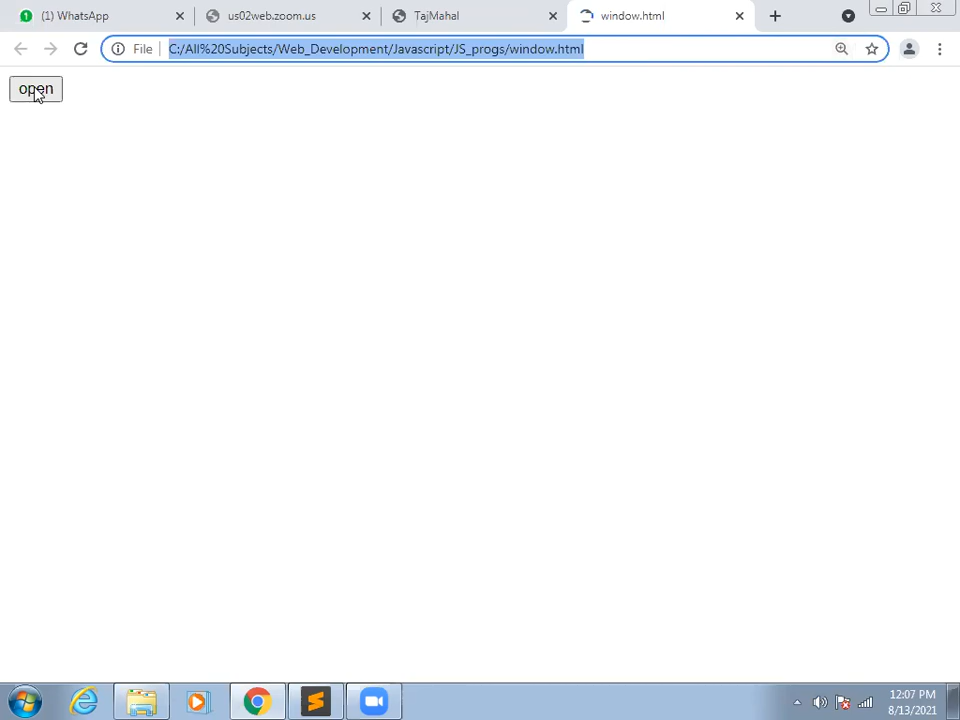 (1) WhatsApp
us02web.zoom.us
TajMahal
window.html
File
C:/All%20Subjects/Web_Development/Javascript/JS_progs/window.html
open
12:07 PM
8/13/2021